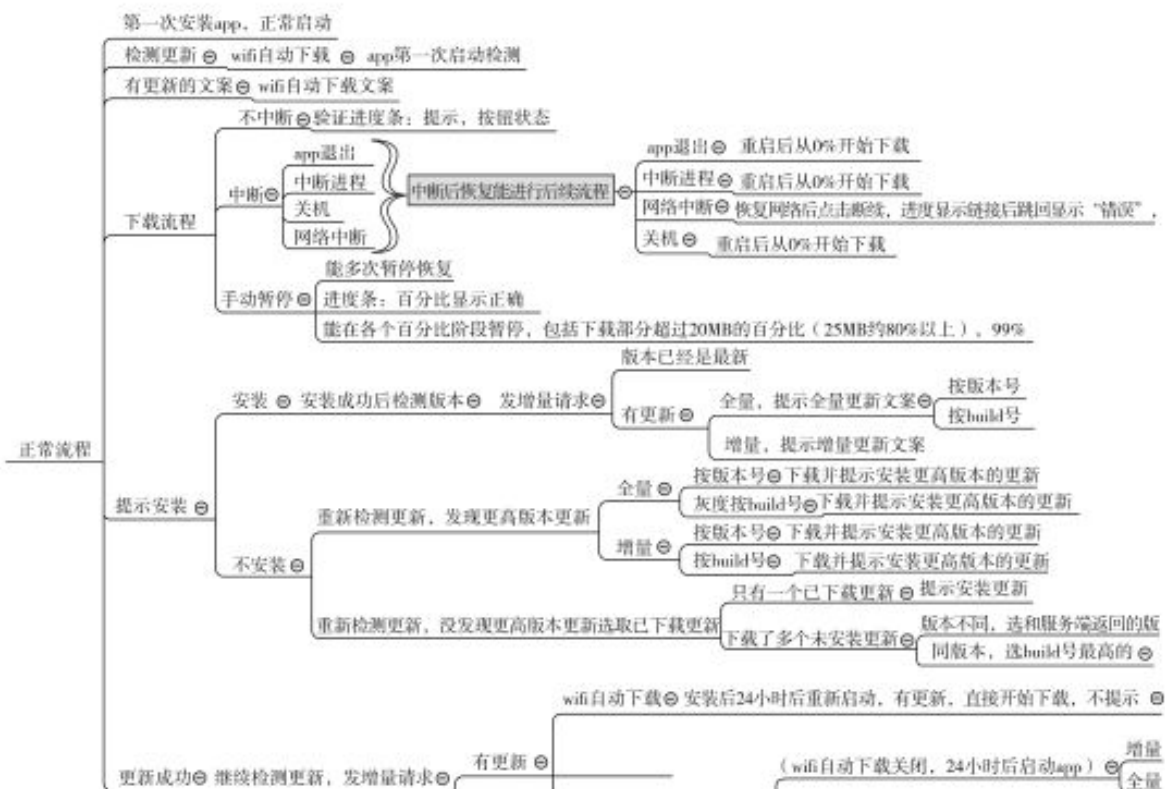 第一次安装app，正常启动
检测更新 wifi自动下载 app第一次启动检测
有更新的文案 wifi自动下载文案
不中断 验证进度条：提示，按钮状态
app退出
app退出 重启后从0%开始下载
中断进程
中断后恢复能进行后续流程
中断进程 重启后从0%开始下载
中断
关机
网络中断 恢复网络后点击断续，进度显示链接后跳回显示“错误”，
下载流程
网络中断
关机 重启后从0%开始下载
能多次暂停恢复
手动暂停 进度条：百分比显示正确
能在各个百分比阶段暂停，包括下载部分超过20MB的百分比（25MB约80%以上），99%
版本已经是最新
安装 安装成功后检测版本 发增量请求
有更新 全量，提示全量更新文案
按版本号
按build号
增量，提示增量更新文案
正常流程
提示安装
全量 按版本号 下载并提示安装更高版本的更新
灰度按build号 下载并提示安装更高版本的更新
重新检测更新，发现更高版本更新
增量 按版本号 下载并提示安装更高版本的更新
按build号 下载并提示安装更高版本的更新
不安装
只有一个已下载更新 提示安装更新
重新检测更新，没发现更高版本更新选取已下载更新
下载了多个未安装更新 版本不同，选和服务端返回的版
同版本，选build号最高的
wifi自动下载 安装后24小时后重新启动，有更新，直接开始下载，不提示
有更新
更新成功 继续检测更新，发增量请求
（wifi自动下载关闭，24小时后启动app）
增量
全量